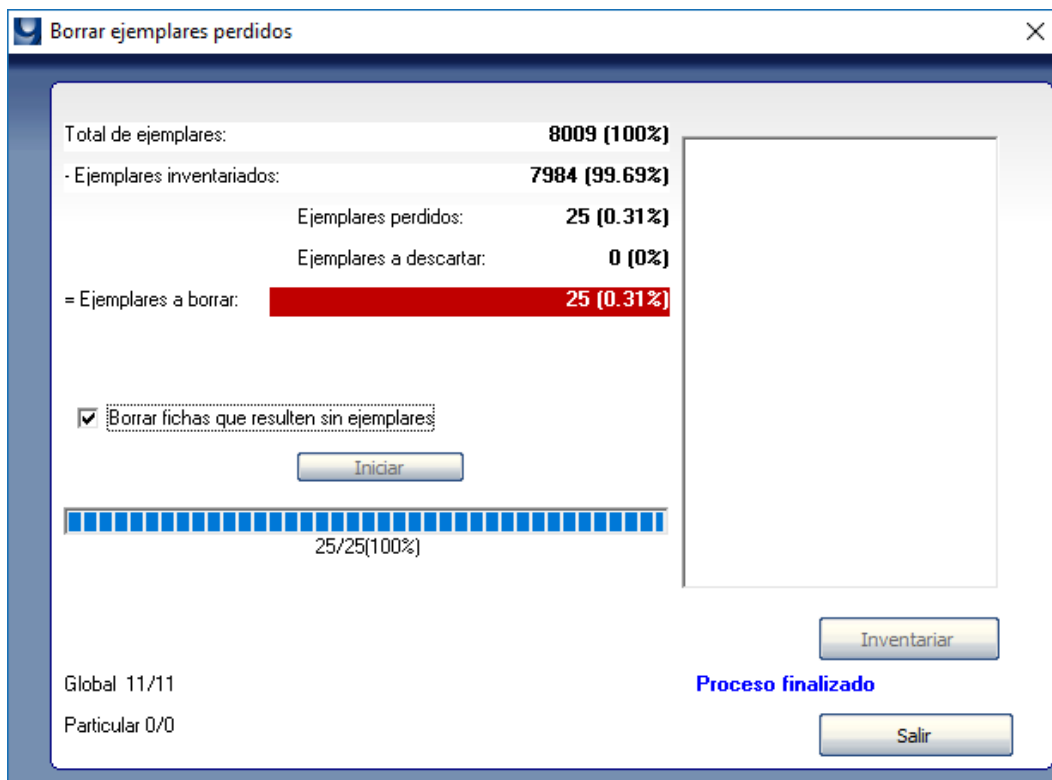 Borrar ejemplares perdidos
Total de ejemplares: 8009 (100%)
- Ejemplares inventariados: 7984 (99.69%)
Ejemplares perdidos: 25 (0.31%)
Ejemplares a descartar: 0 (0%)
= Ejemplares a borrar: 25 (0.31%)
Borrar fichas que resulten sin ejemplares
Iniciar
25/25(100%)
Inventariar
Global 11/11
Proceso finalizado
Particular 0/0
Salir